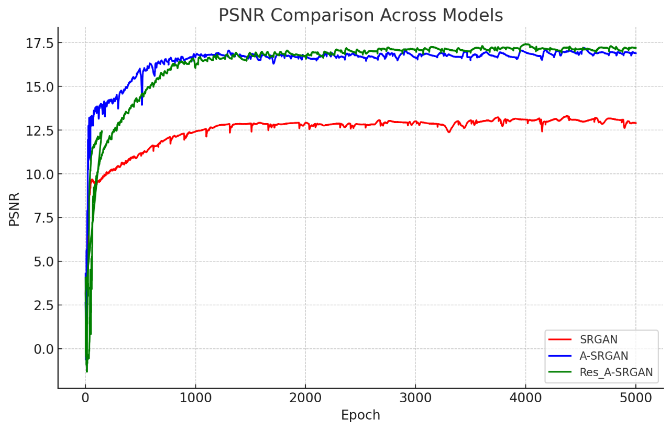 PSNR Comparison Across Models
17.5
15.0
12.5
10.0
7.5
5.0
2.5
0.0
PSNR
0 1000 2000 3000 4000 5000
Epoch
SRGAN
A-SRGAN
Res_A-SRGAN